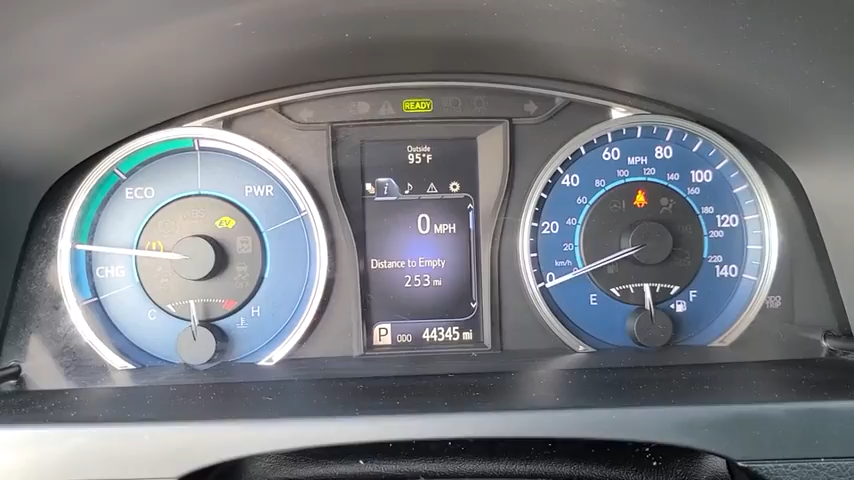 READY
Outside
95°F
0 MPH
Distance to Empty
253 mi
P ODO 44345 mi
ECO
PWR
CHG
C
H
MPH
0
20
40
60
80
100
120
140
km/h
20
40
60
80
100
120
140
160
180
200
220
E
F
ODO
TRIP